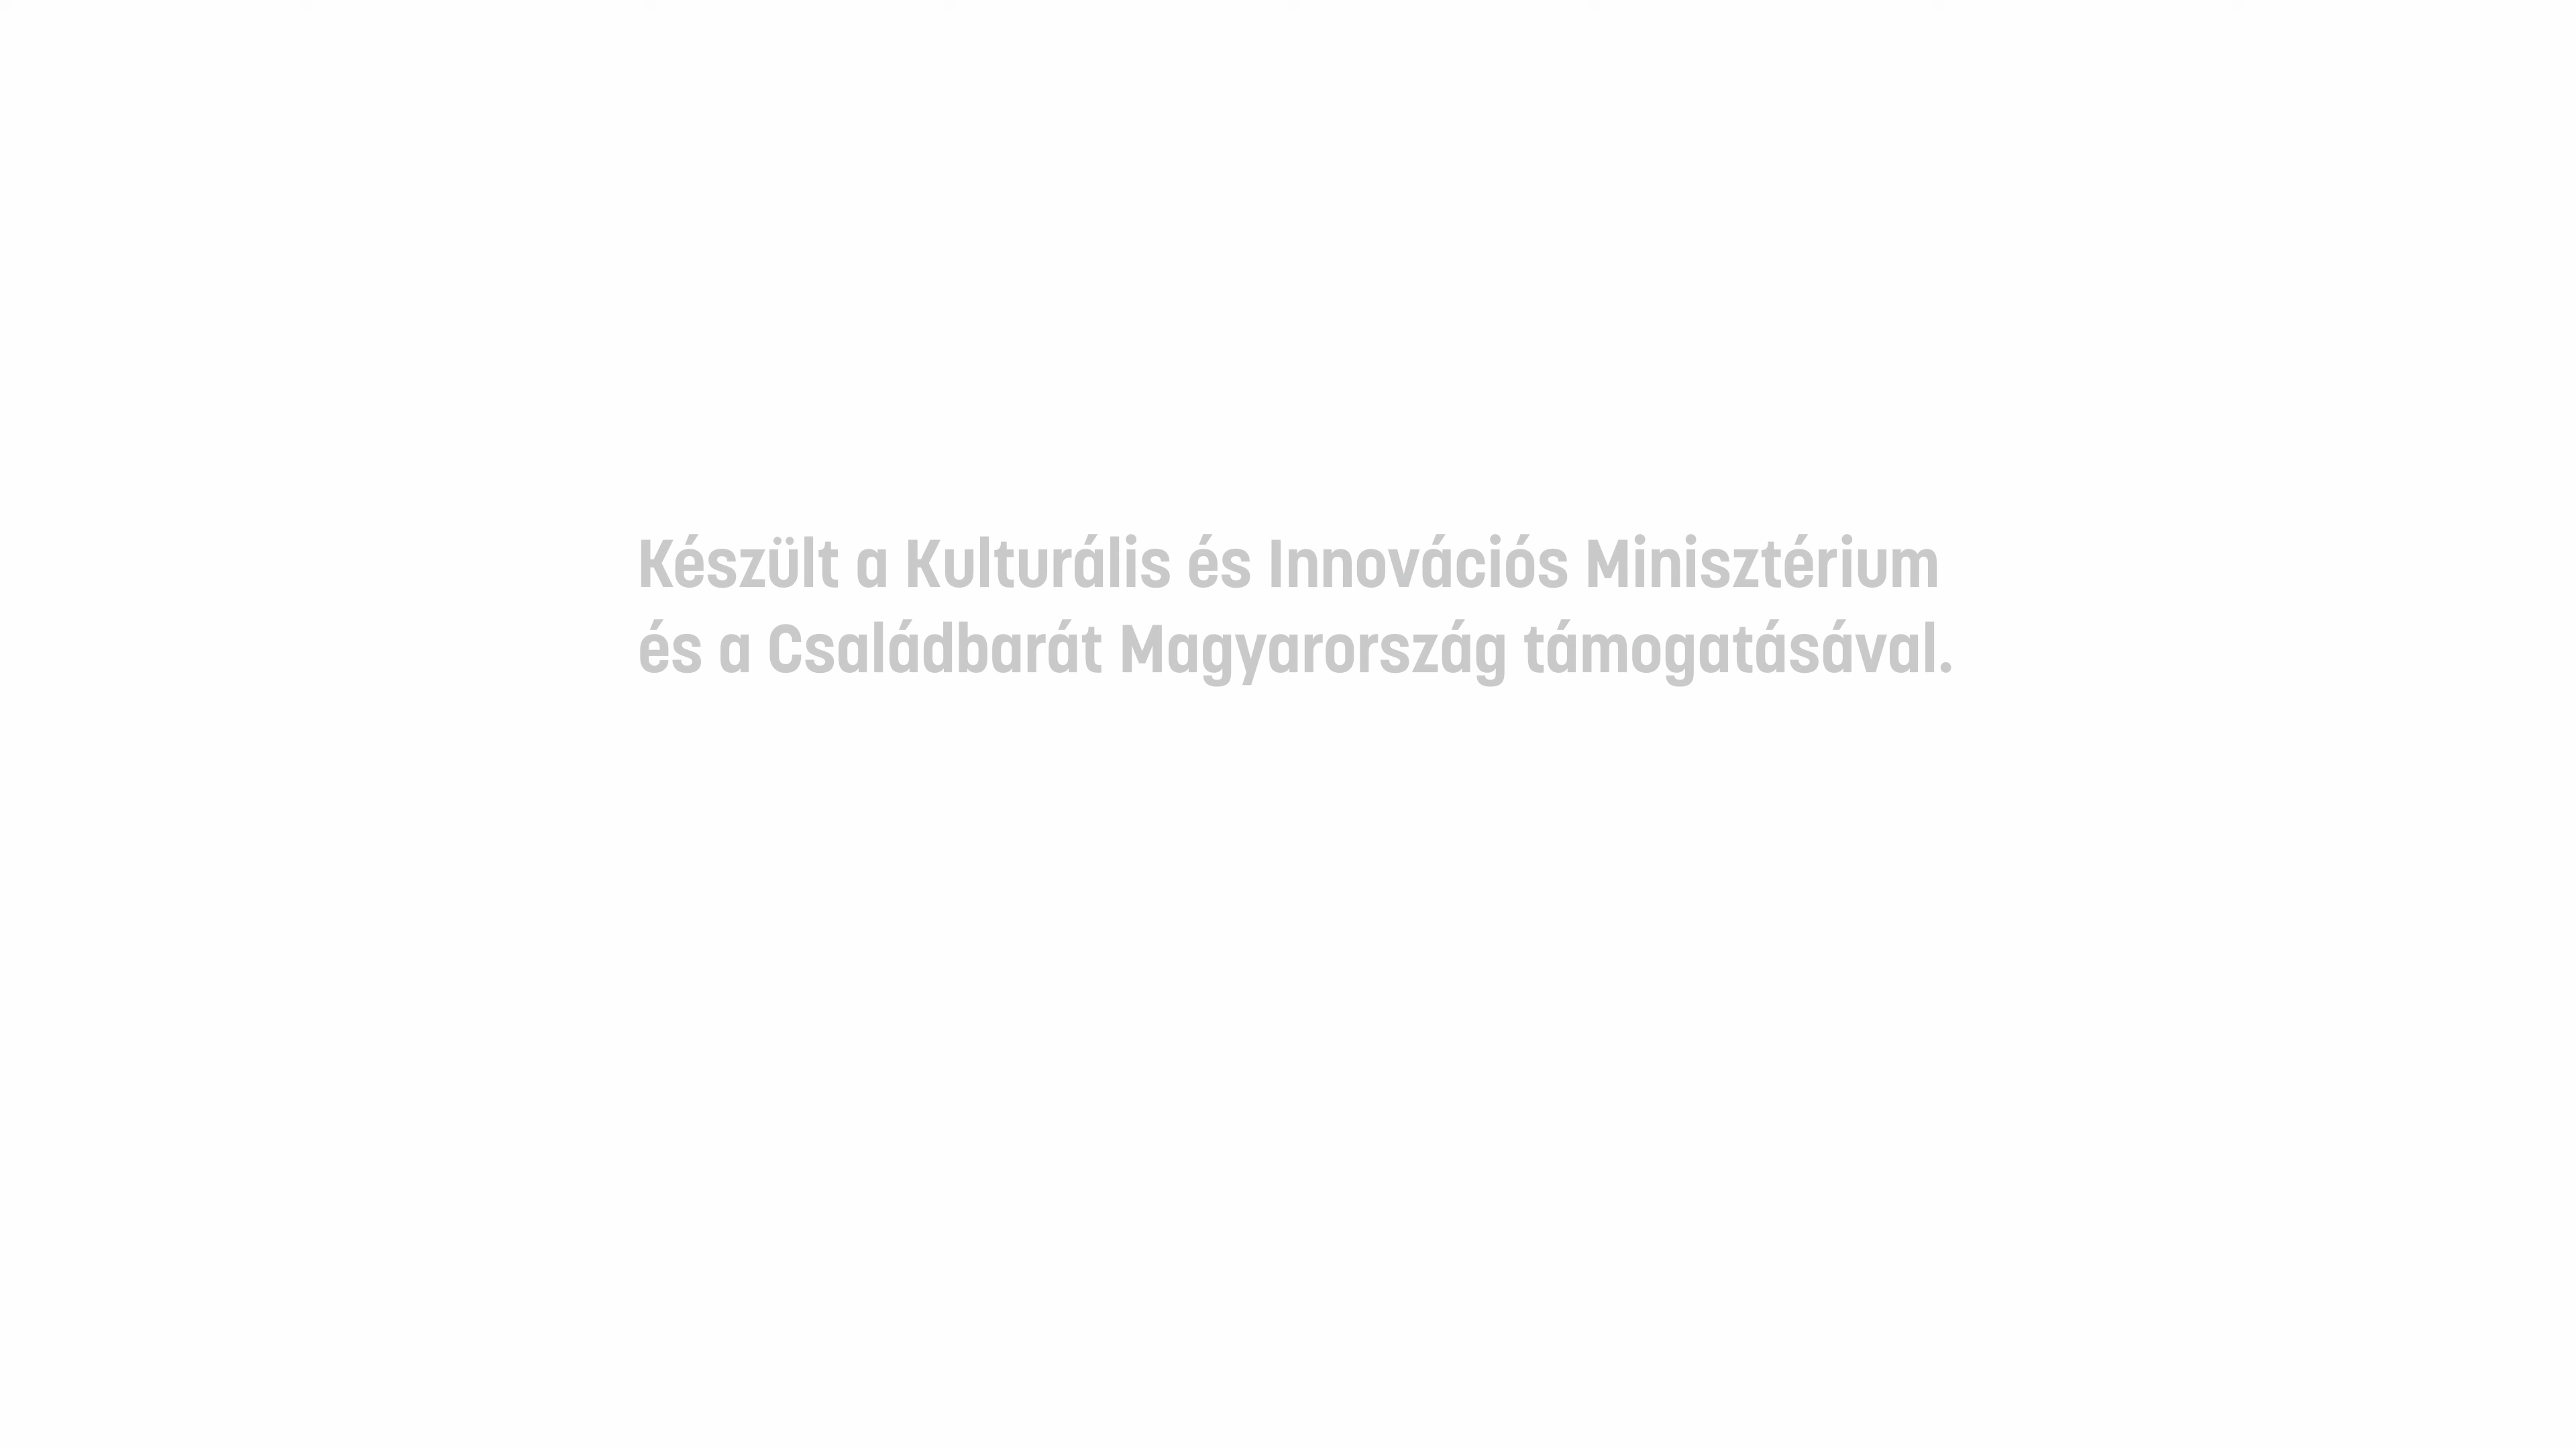 Készült a Kulturális és Innovációs Minisztérium
és a Családbarát Magyarország támogatásával.